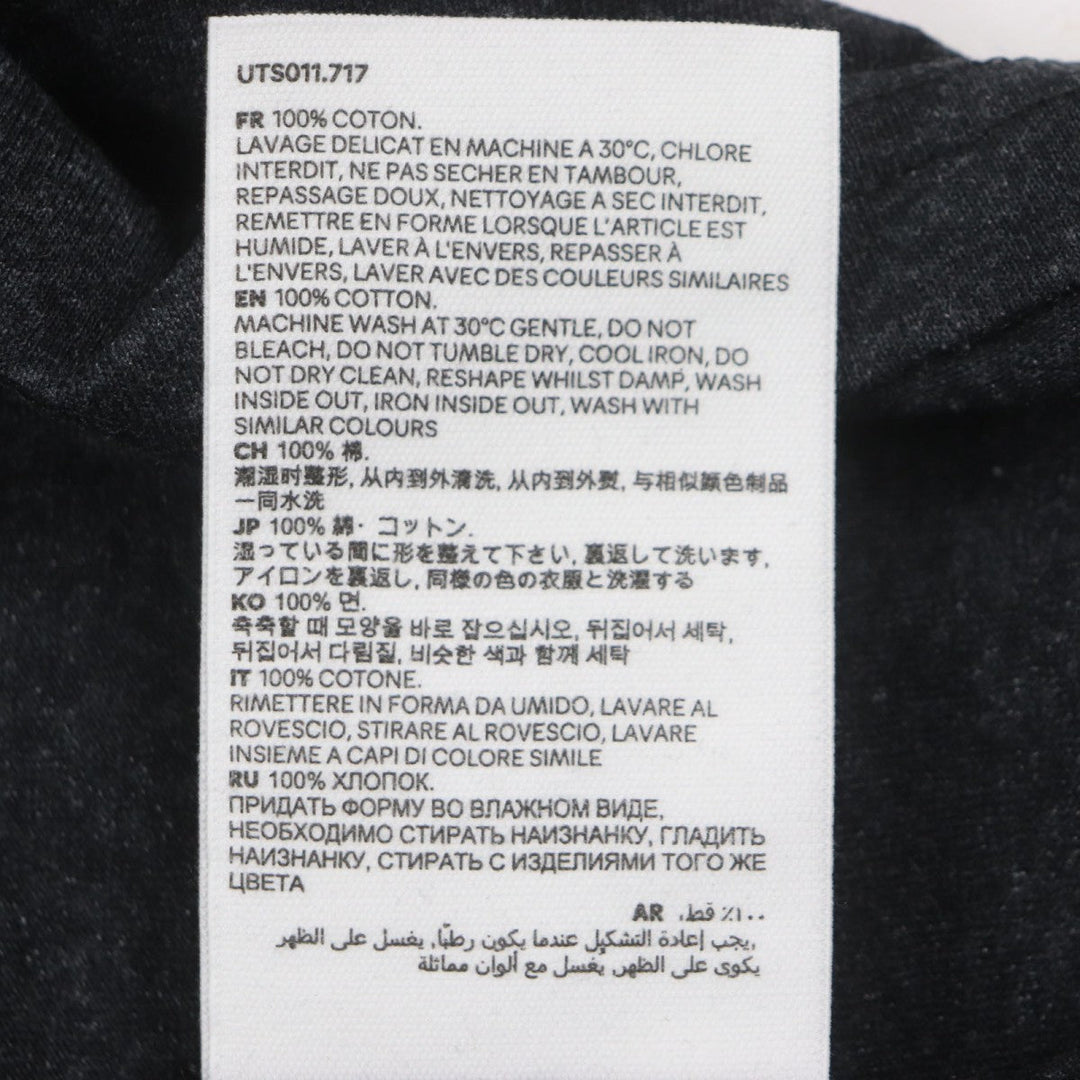 UTS011.717
FR 100% COTON.
LAVAGE DELICAT EN MACHINE A 30°C, CHLORE
INTERDIT, NE PAS SECHER EN TAMBOUR,
REPASSAGE DOUX, NETTOYAGE A SEC INTERDIT,
REMETTRE EN FORME LORSQUE L'ARTICLE EST
HUMIDE, LAVER À L'ENVERS, REPASSER À
L'ENVERS, LAVER AVEC DES COULEURS SIMILAIRES
EN 100% COTTON.
MACHINE WASH AT 30°C GENTLE, DO NOT
BLEACH, DO NOT TUMBLE DRY, COOL IRON, DO
NOT DRY CLEAN, RESHAPE WHILST DAMP, WASH
INSIDE OUT, IRON INSIDE OUT, WASH WITH
SIMILAR COLOURS
CH 100% 棉.
潮湿时整形, 从内到外清洗, 从内到外熨, 与相似颜色制品
一同水洗
JP 100% 綿· コットン.
湿っている間に形を整えて下さい, 裏返して洗います,
アイロンを裏返し, 同様の色の衣服と洗濯する
KO 100% 면.
축축할 때 모양을 바로 잡으십시오, 뒤집어서 세탁,
뒤집어서 다림질, 비슷한 색과 함께 세탁
IT 100% COTONE.
RIMETTERE IN FORMA DA UMIDO, LAVARE AL
ROVESCIO, STIRARE AL ROVESCIO, LAVARE
INSIEME A CAPI DI COLORE SIMILE
RU 100% ХЛОПОК.
ПРИДАТЬ ФОРМУ ВО ВЛАЖНОМ ВИДЕ,
НЕОБХОДИМО СТИРАТЬ НАИЗНАНКУ, ГЛАДИТЬ
НАИЗНАНКУ, СТИРАТЬ С ИЗДЕЛИЯМИ ТОГО ЖЕ
ЦВЕТА
١٠٠٪ قطن AR
يجب إعادة التشكيل عندما يكون رطبًا, يغسل على الظهر,
يكوى على الظهر, يغسل مع ألوان مماثلة